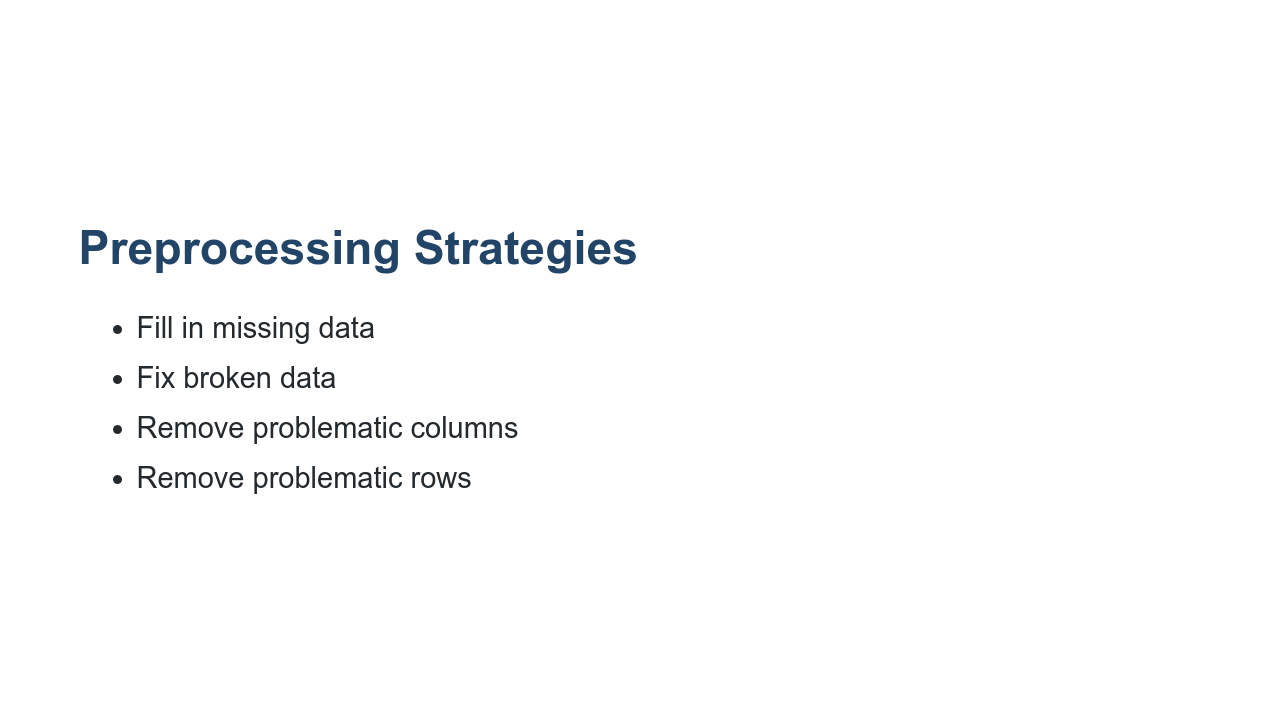 Preprocessing Strategies
• Fill in missing data
• Fix broken data
• Remove problematic columns
• Remove problematic rows